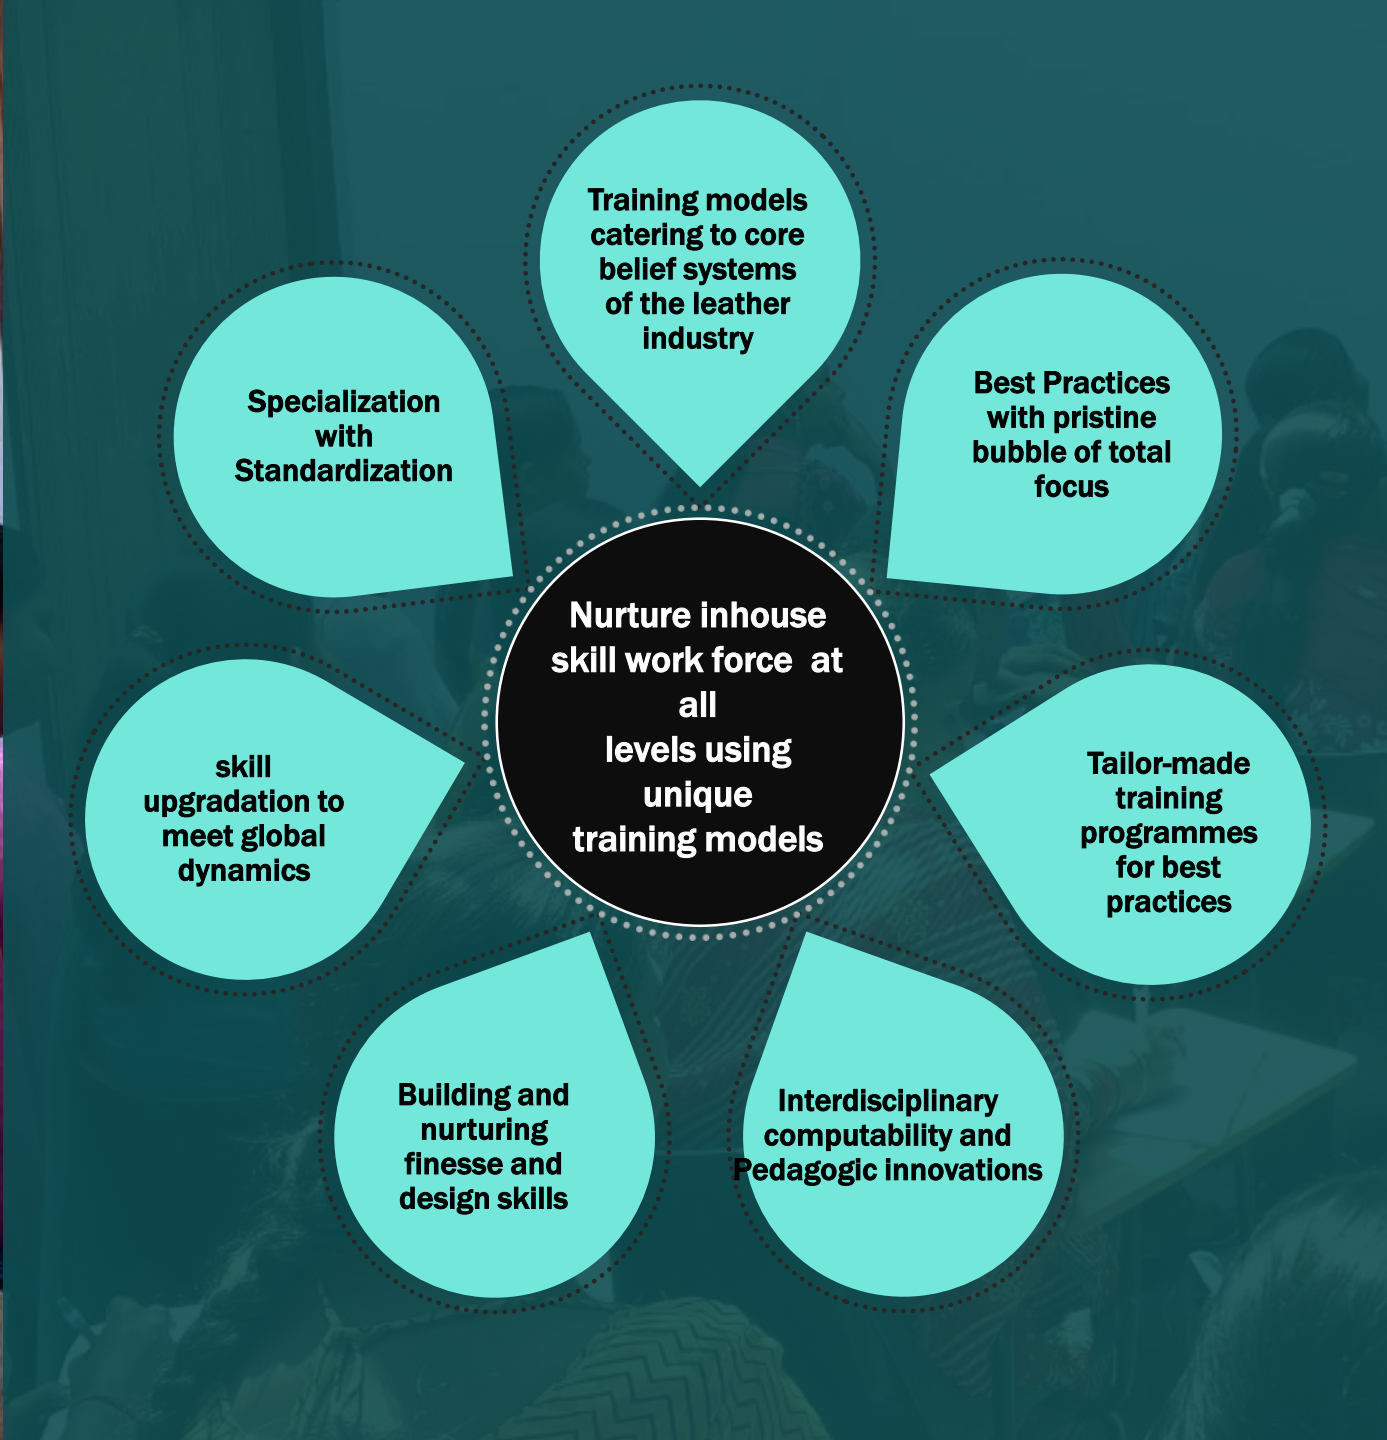 Training models
catering to core
belief systems
of the leather
industry
Best Practices
with pristine
bubble of total
focus
Specialization
with
Standardization
Nurture inhouse
skill work force  at
all
levels using
unique
training models
Tailor-made
training
programmes
for best
practices
skill
upgradation to
meet global
dynamics
Building and
nurturing
finesse and
design skills
Interdisciplinary
computability and
Pedagogic innovations